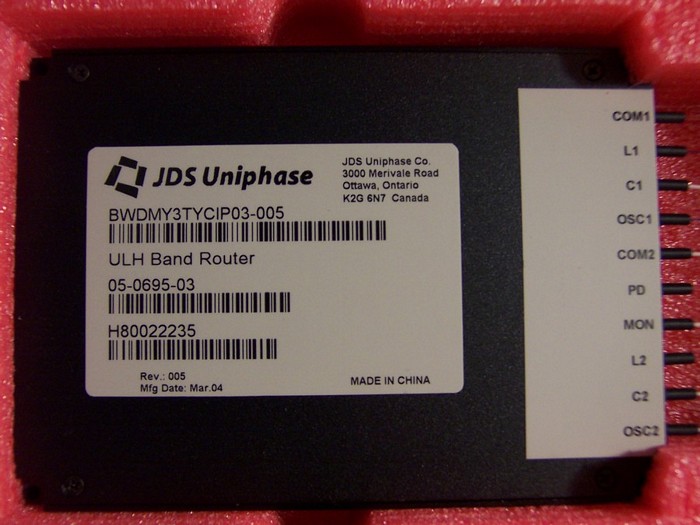 JDS Uniphase
JDS Uniphase Co.
3000 Merivale Road
Ottawa, Ontario
K2G 6N7 Canada
BWDMY3TYCIP03-005
ULH Band Router
05-0695-03
H80022235
Rev.: 005
Mfg Date: Mar.04
MADE IN CHINA
COM1
L1
C1
OSC1
COM2
PD
MON
L2
C2
OSC2